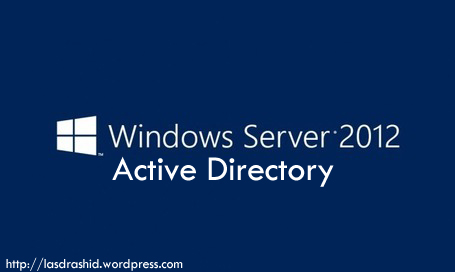 Windows Server 2012
Active Directory
http://lasdrashid.wordpress.com